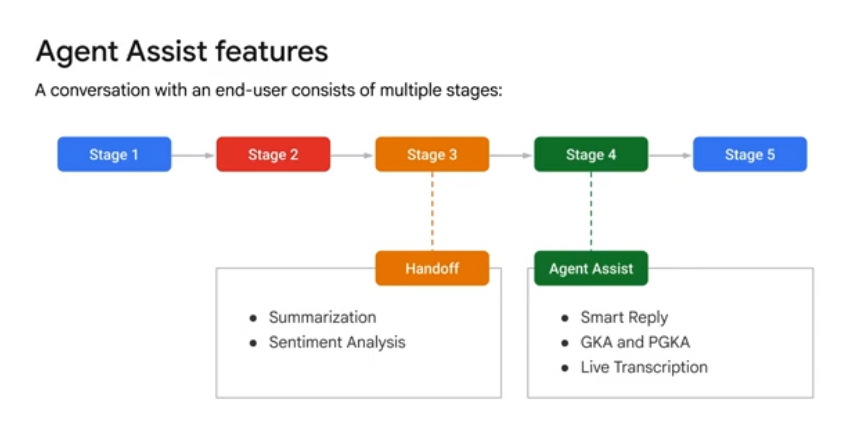 Agent Assist features
A conversation with an end-user consists of multiple stages:
Stage 1
Stage 2
Stage 3
Stage 4
Stage 5
Handoff
● Summarization
● Sentiment Analysis
Agent Assist
● Smart Reply
● GKA and PGKA
● Live Transcription